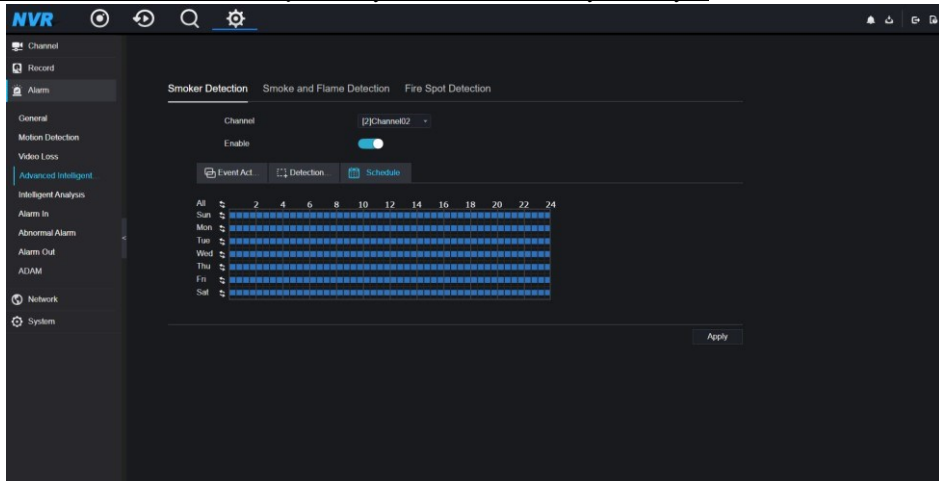 NVR
Channel
Record
Alarm
General
Motion Detection
Video Loss
Advanced Intelligent...
Intelligent Analysis
Alarm In
Abnormal Alarm
Alarm Out
ADAM
Network
System
Smoker Detection Smoke and Flame Detection Fire Spot Detection
Channel [2]Channel02
Enable
Event Act... Detection... Schedule
All 2 4 6 8 10 12 14 16 18 20 22 24
Sun
Mon
Tue
Wed
Thu
Fri
Sat
Apply